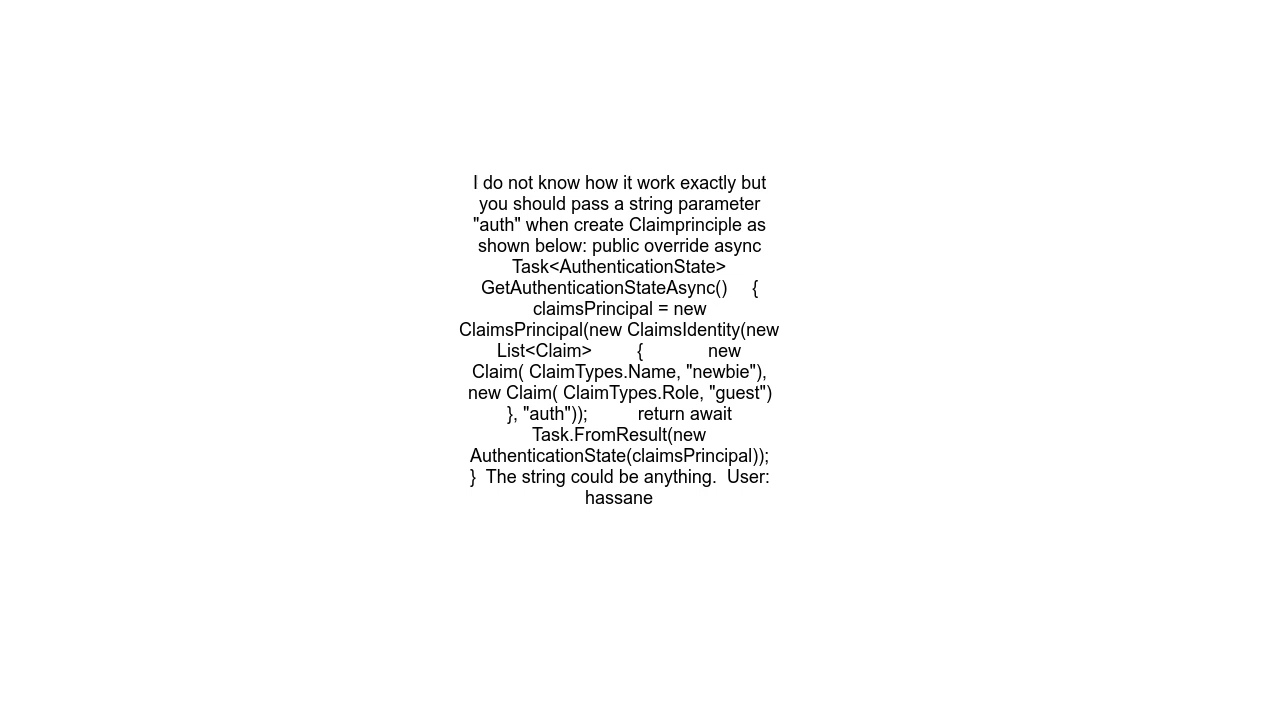 I do not know how it work exactly but
you should pass a string parameter
"auth" when create Claimprinciple as
shown below: public override async
Task<AuthenticationState>
GetAuthenticationStateAsync()     {
claimsPrincipal = new
ClaimsPrincipal(new ClaimsIdentity(new
List<Claim>         {             new
Claim( ClaimTypes.Name, "newbie"),
new Claim( ClaimTypes.Role, "guest")
}, "auth"));          return await
Task.FromResult(new
AuthenticationState(claimsPrincipal));
}  The string could be anything.  User:
hassane